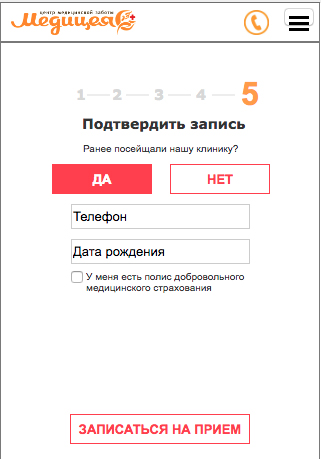 центр медицинской заботы
Медицея
1 2 3 4 5
Подтвердить запись
Ранее посещали нашу клинику?
ДА НЕТ
Телефон
Дата рождения
У меня есть полис добровольного
медицинского страхования
ЗАПИСАТЬСЯ НА ПРИЕМ